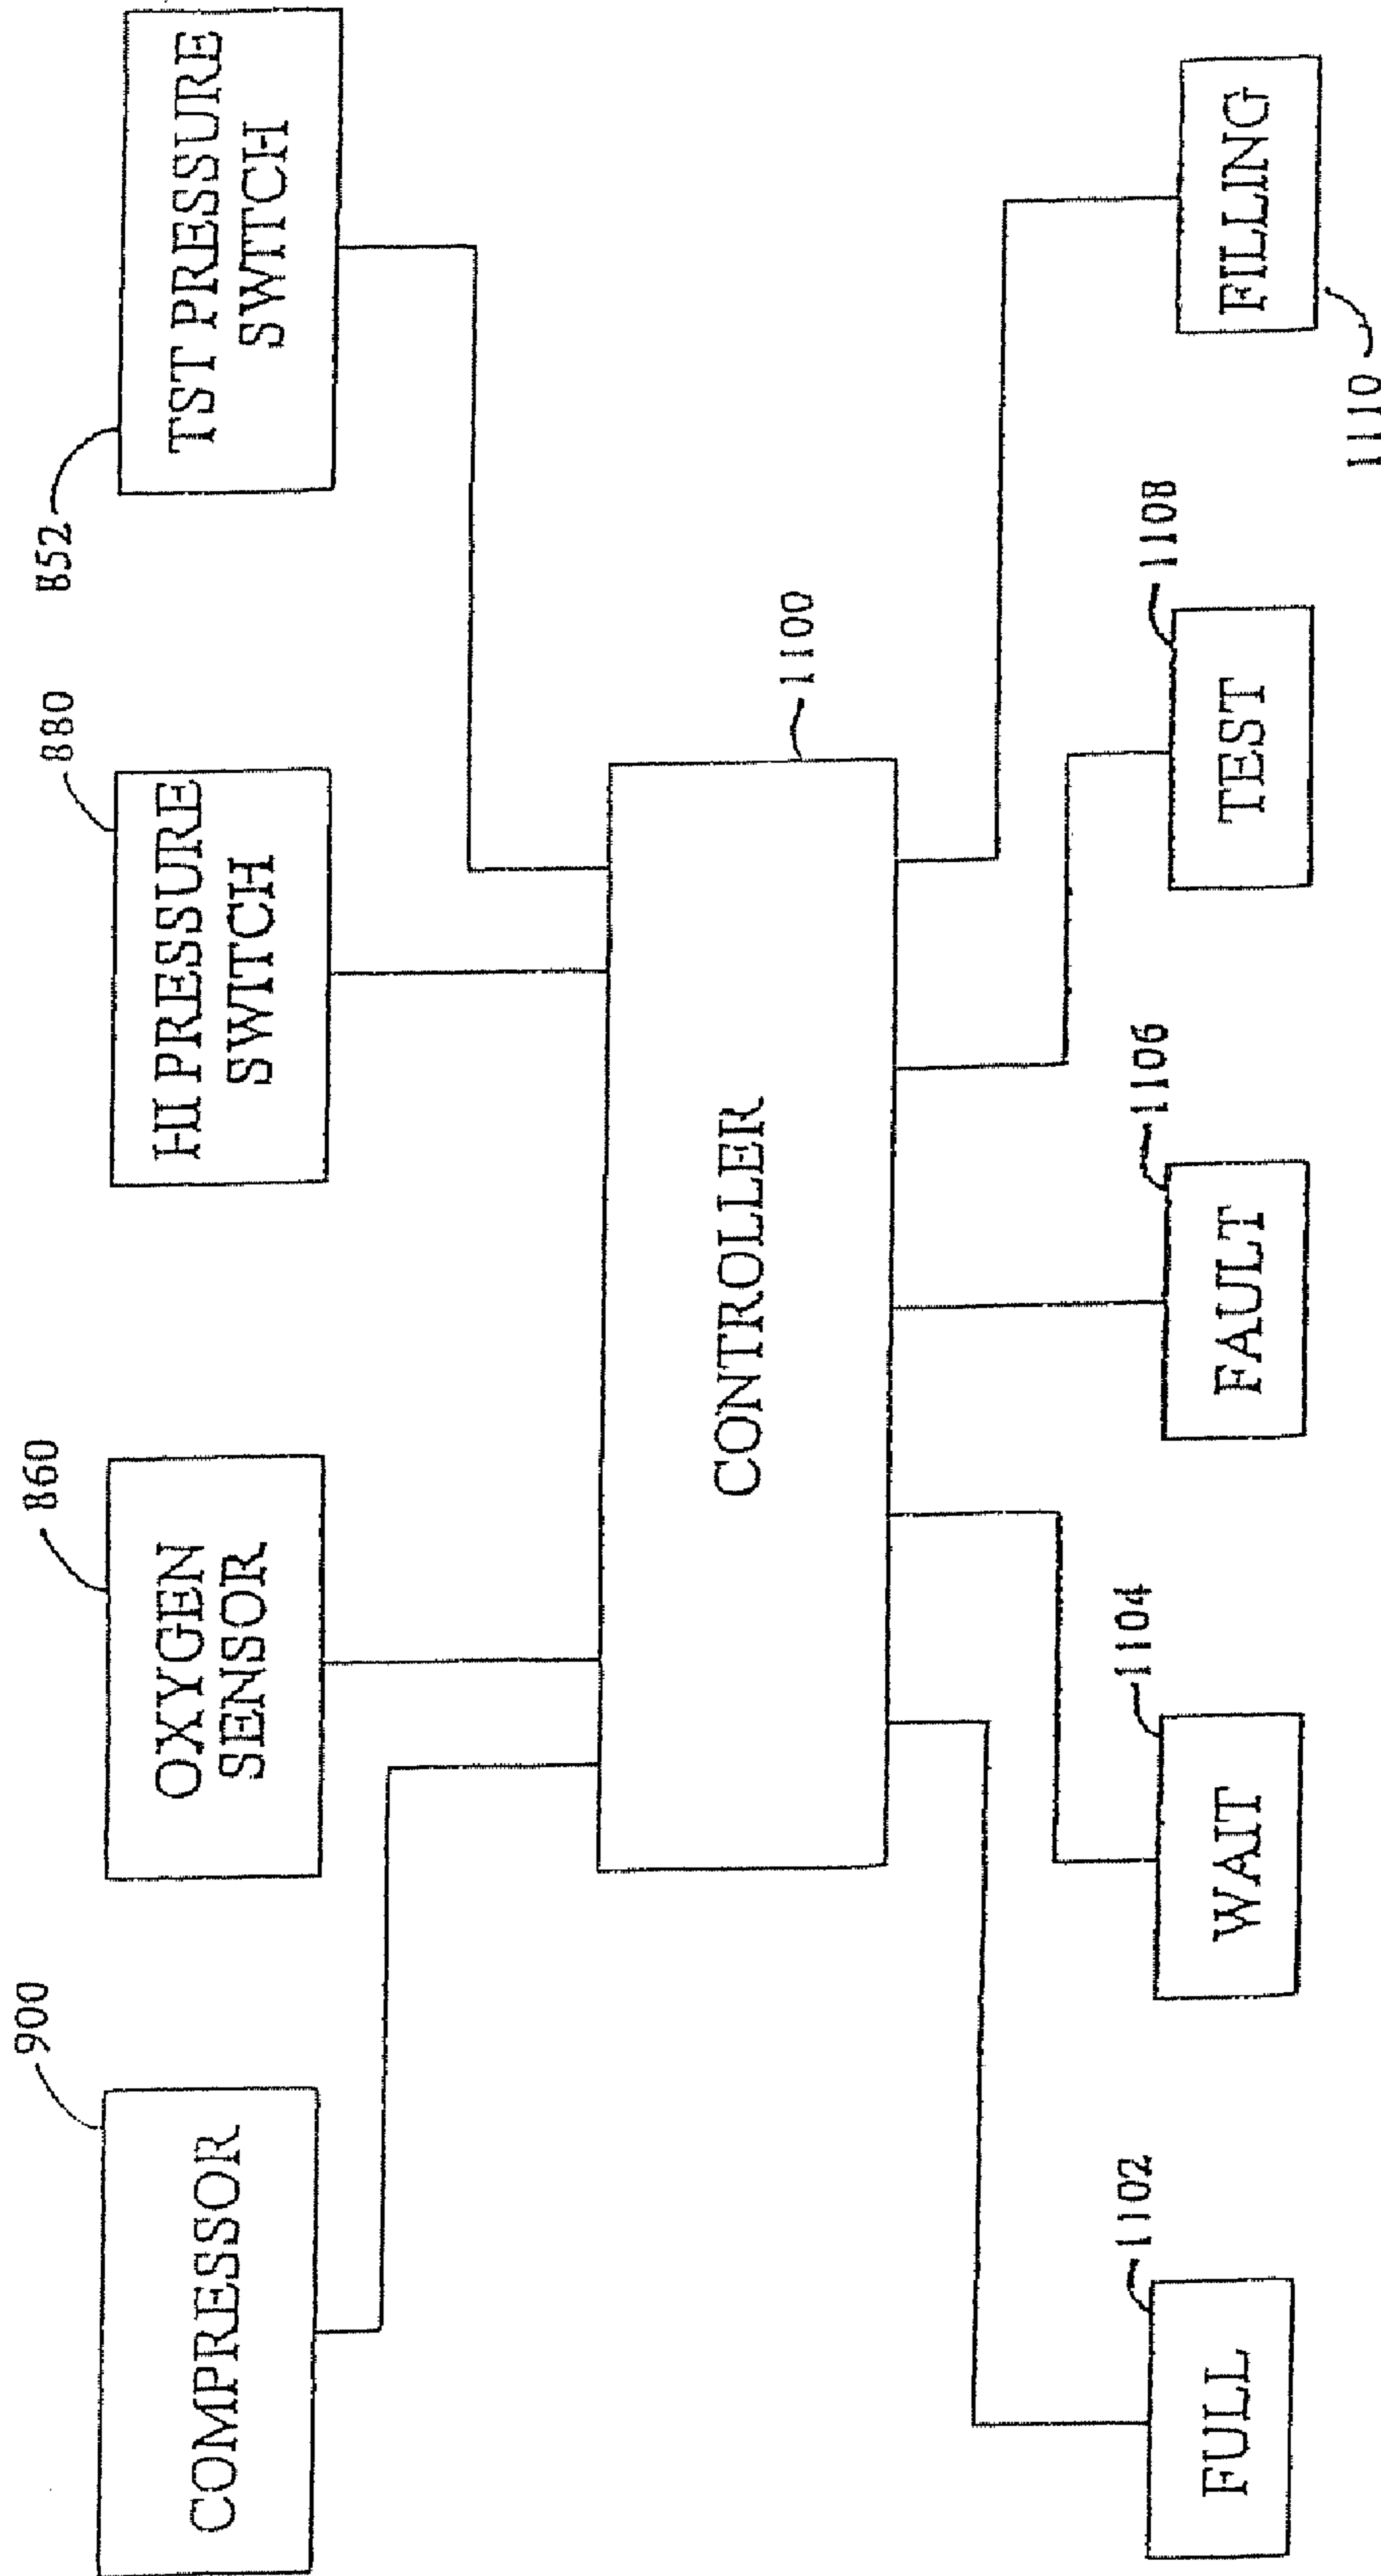 900
COMPRESSOR
860
OXYGEN
SENSOR
880
HI PRESSURE
SWITCH
852
TST PRESSURE
SWITCH
CONTROLLER
1100
1102
FULL
1104
WAIT
1106
FAULT
1108
TEST
FILLING
1110